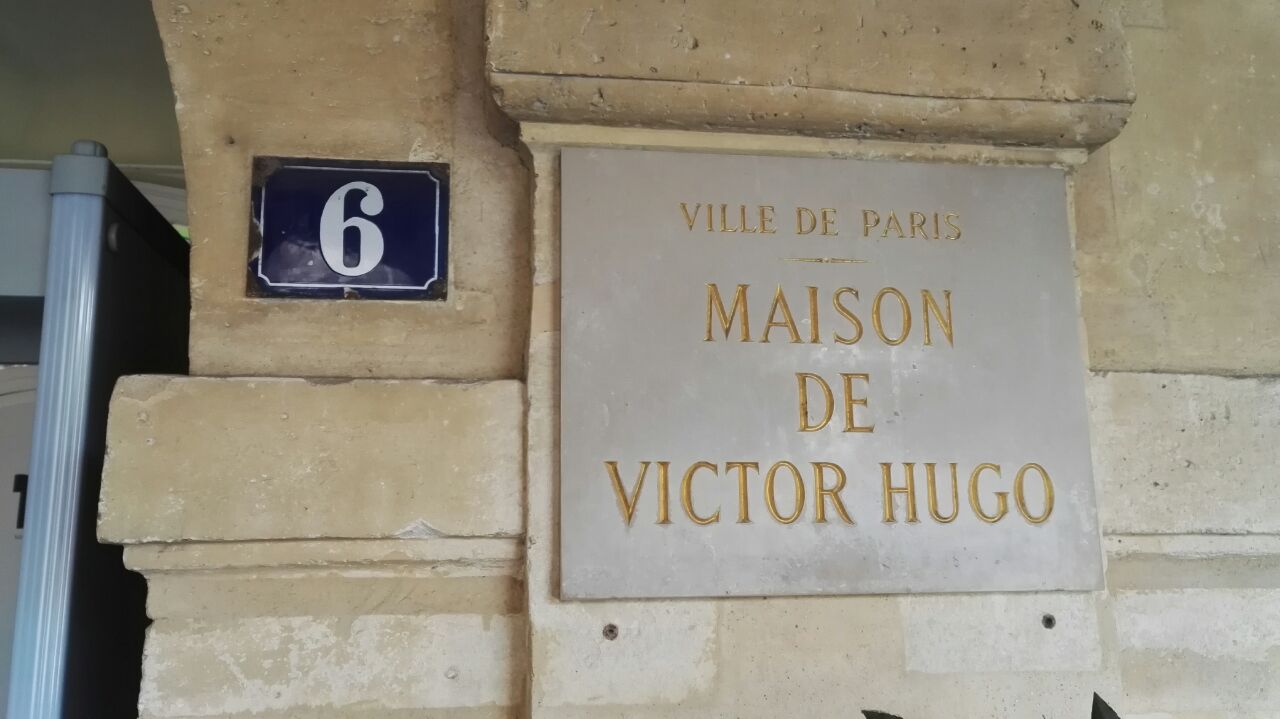 6
VILLE DE PARIS
MAISON
DE
VICTOR HUGO